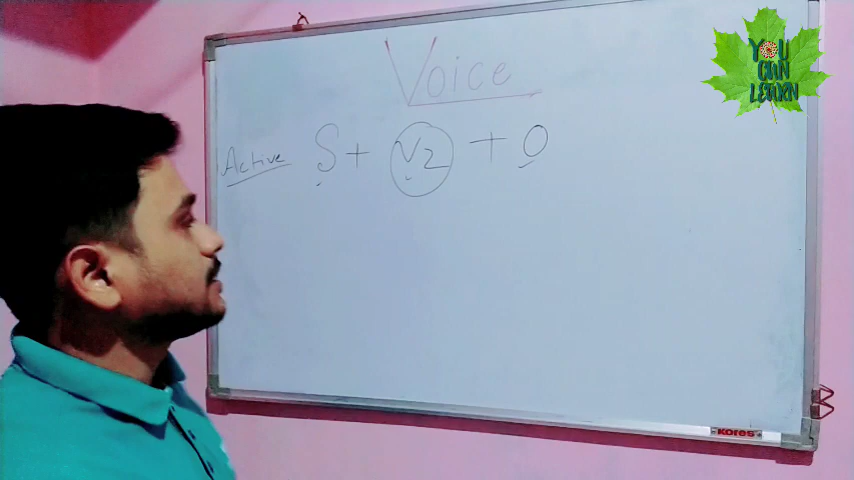 Voice
Active S + V2 + O
YOU
CAN
LEARN
Kores